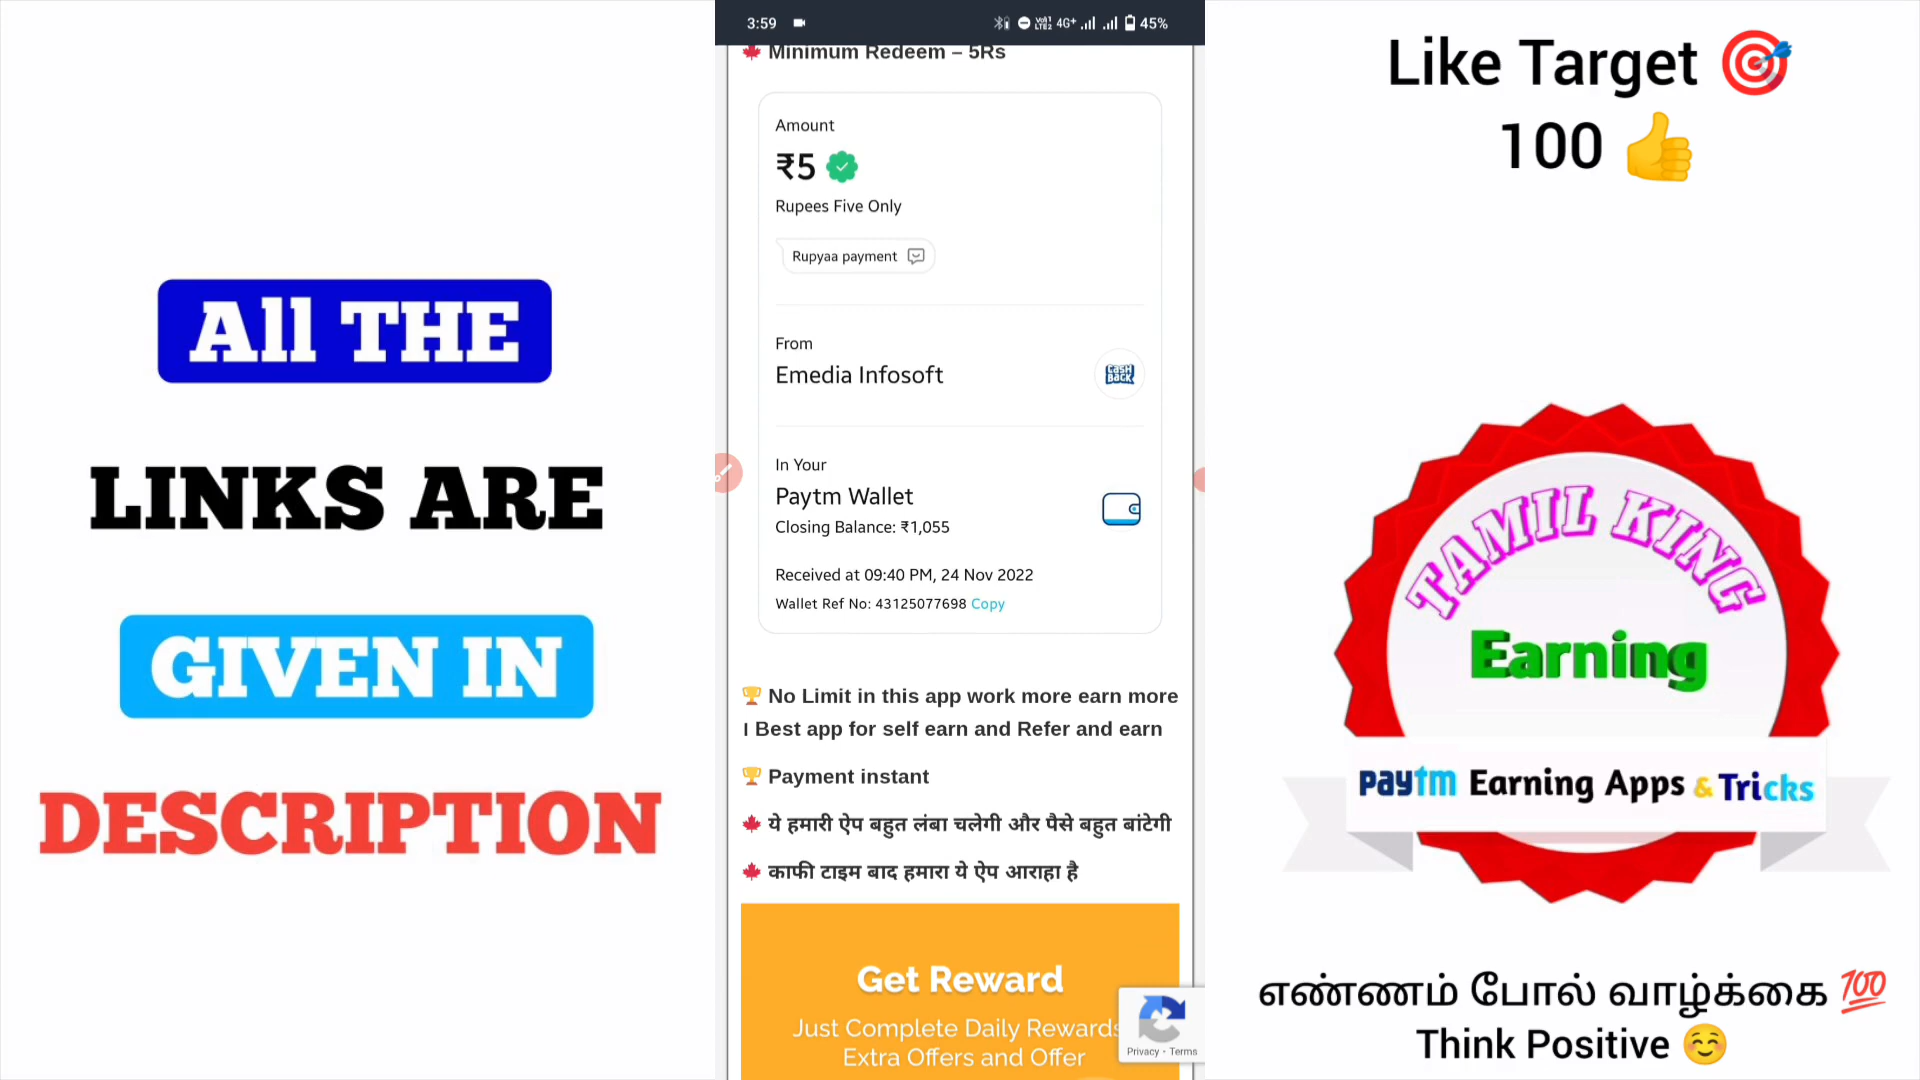 All THE
LINKS ARE
GIVEN IN
DESCRIPTION
3:59
4G+
45%
Minimum Redeem – 5Rs
Amount
₹5
Rupees Five Only
Rupyaa payment
From
Emedia Infosoft
CASH
BACK
In Your
Paytm Wallet
Closing Balance: ₹1,055
Received at 09:40 PM, 24 Nov 2022
Wallet Ref No: 43125077698 Copy
🏆 No Limit in this app work more earn more
। Best app for self earn and Refer and earn
🏆 Payment instant
🍁 ये हमारी ऐप बहुत लंबा चलेगी और पैसे बहुत बांटेगी
🍁 काफी टाइम बाद हमारा ये ऐप आराहा है
Get Reward
Just Complete Daily Rewards
Extra Offers and Offer
Privacy - Terms
Like Target 🎯
100 👍
TAMIL KING
Earning
paytm Earning Apps & Tricks
எண்ணம் போல் வாழ்க்கை 💯
Think Positive ☺️